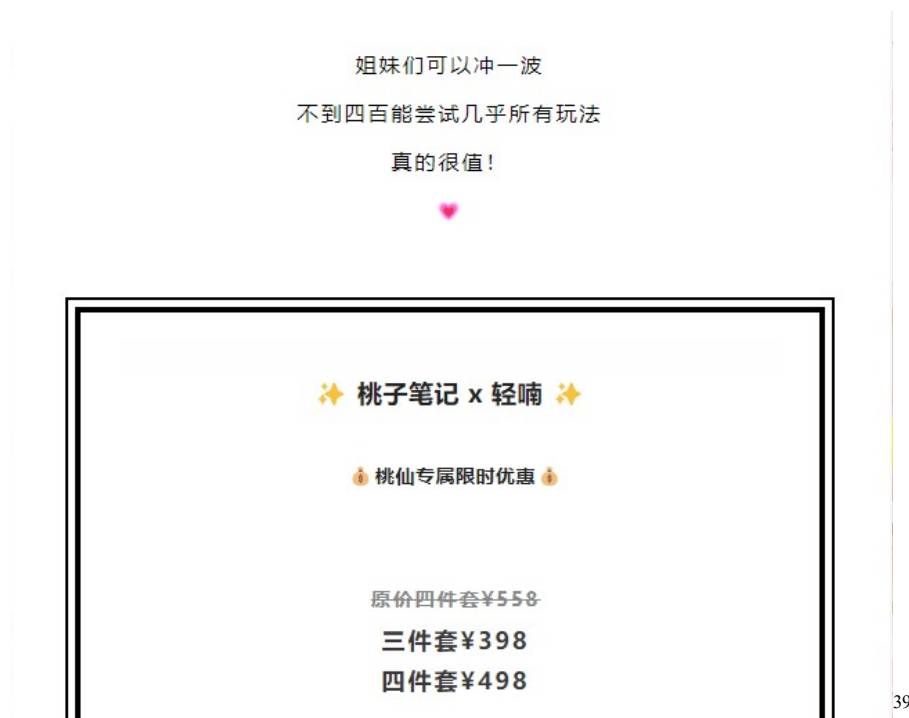 姐妹们可以冲一波
不到四百能尝试几乎所有玩法
真的很值！
💗
✨ 桃子笔记 x 轻喃 ✨
💰桃仙专属限时优惠💰
原价四件套¥558
三件套¥398
四件套¥498
39